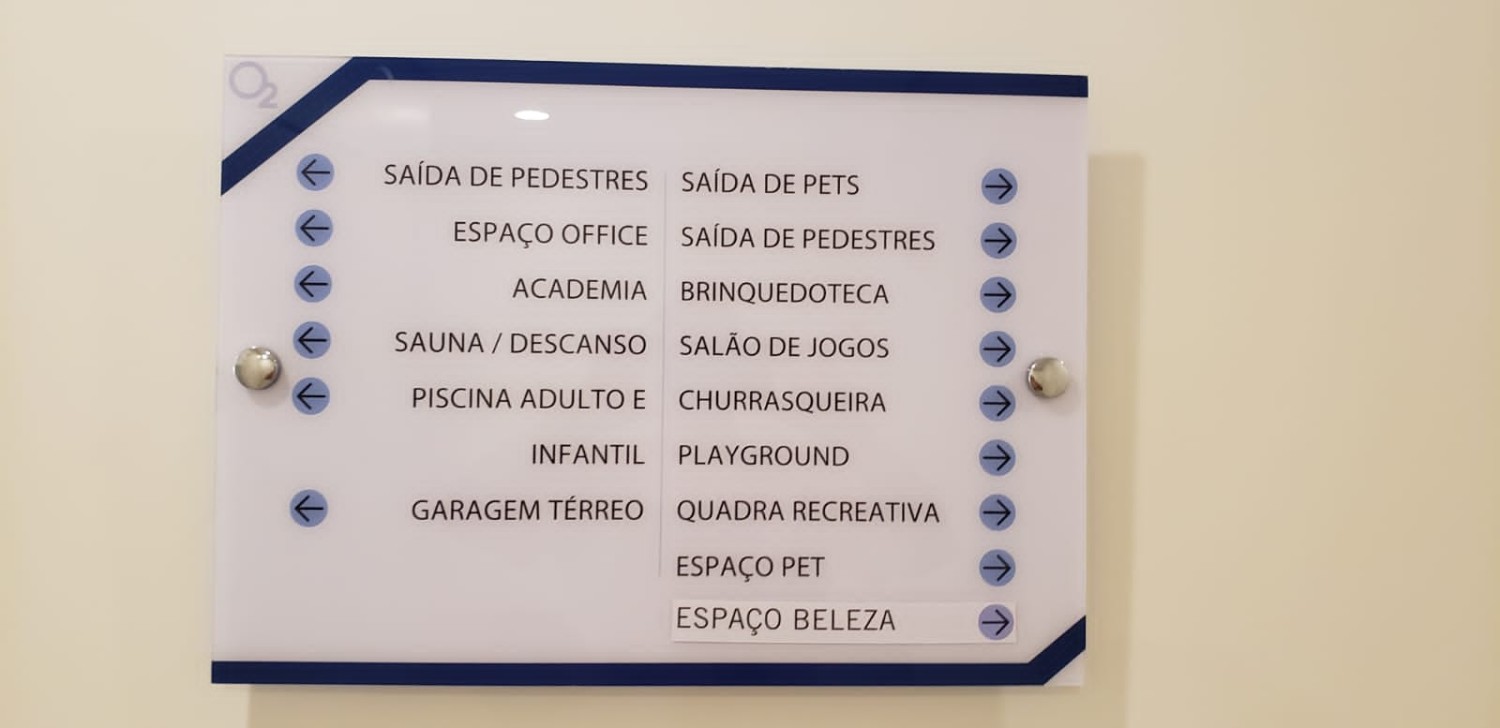 O2
SAÍDA DE PEDESTRES
ESPAÇO OFFICE
ACADEMIA
SAUNA / DESCANSO
PISCINA ADULTO E
INFANTIL
GARAGEM TÉRREO
SAÍDA DE PETS
SAÍDA DE PEDESTRES
BRINQUEDOTECA
SALÃO DE JOGOS
CHURRASQUEIRA
PLAYGROUND
QUADRA RECREATIVA
ESPAÇO PET
ESPAÇO BELEZA